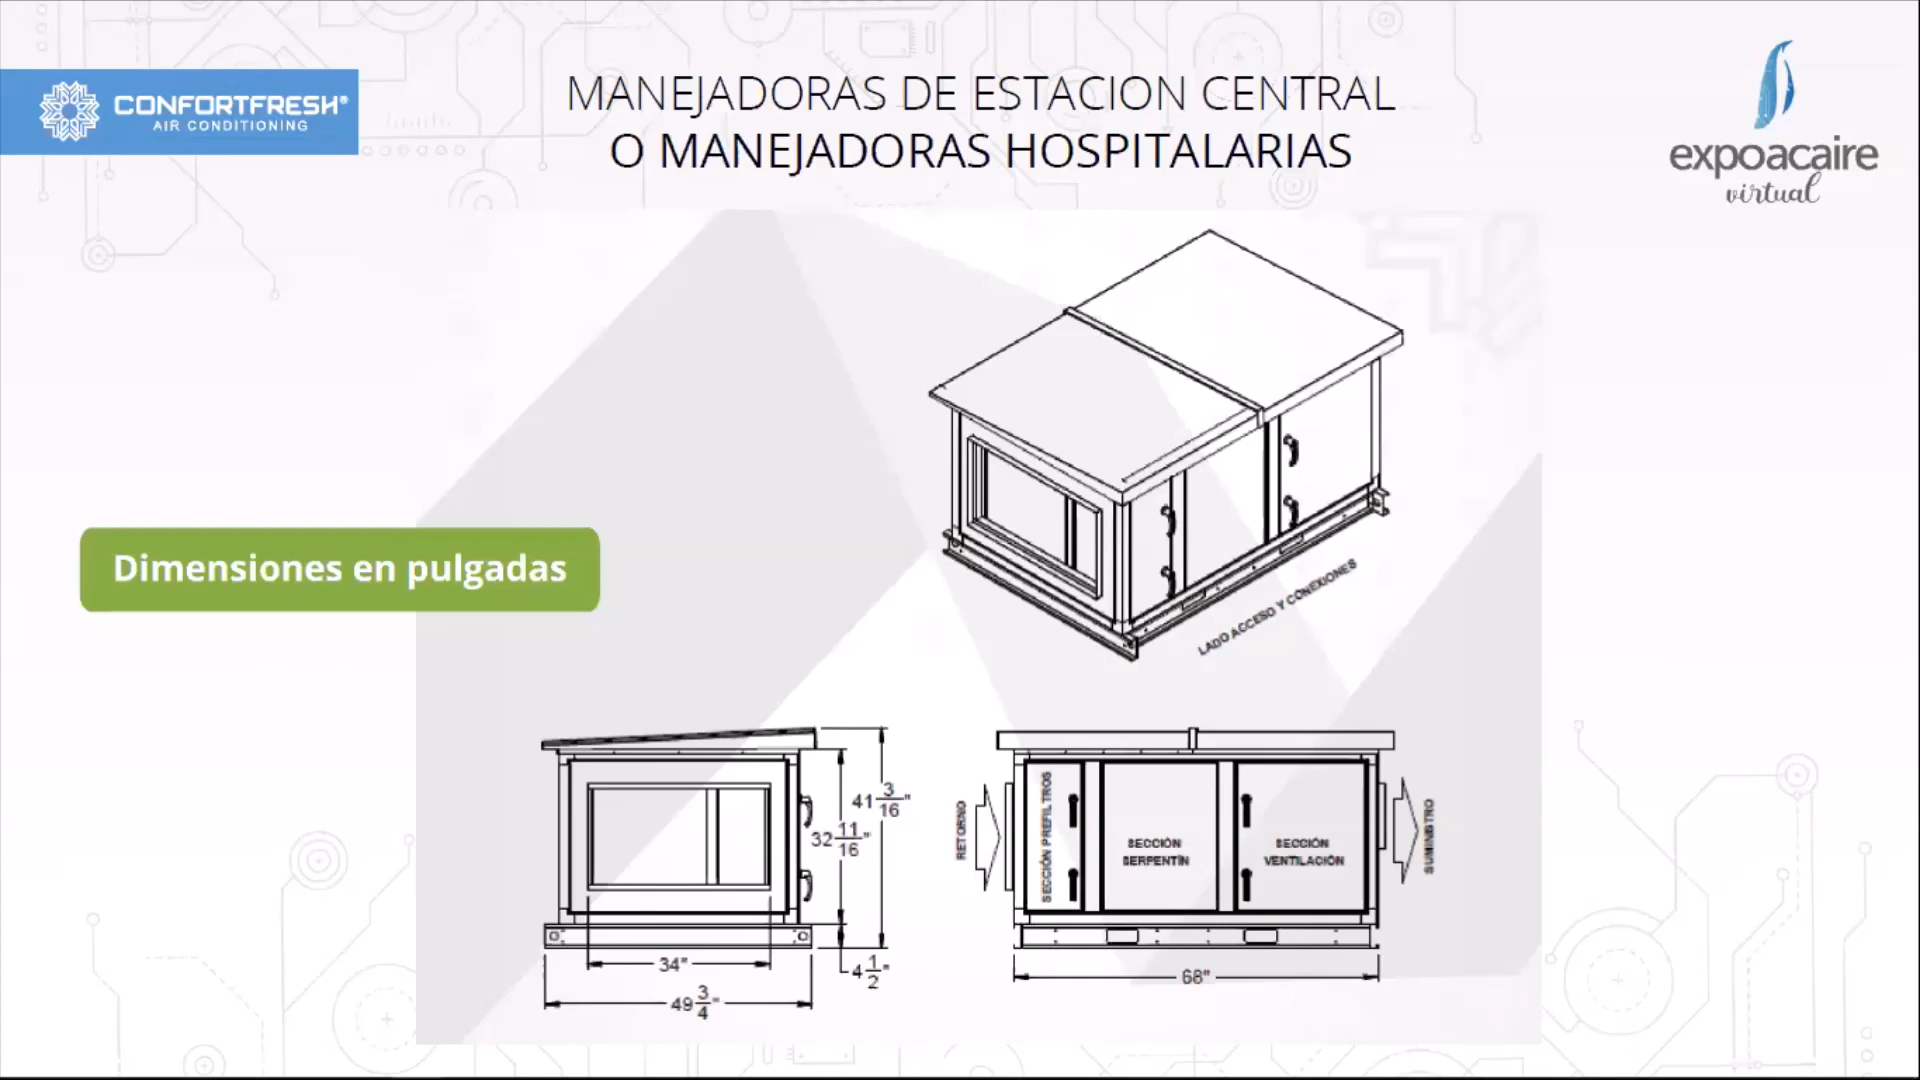 CONFORTFRESH®
AIR CONDITIONING
MANEJADORAS DE ESTACION CENTRAL
O MANEJADORAS HOSPITALARIAS
expoacaire
virtual
Dimensiones en pulgadas
LADO ACCESO Y CONEXIONES
41 3/16"
32 11/16"
4 1/2"
34"
49 3/4"
RETORNO
SECCIÓN PREFILTROS
SECCIÓN
SERPENTÍN
SECCIÓN
VENTILACIÓN
SUMINISTRO
68"